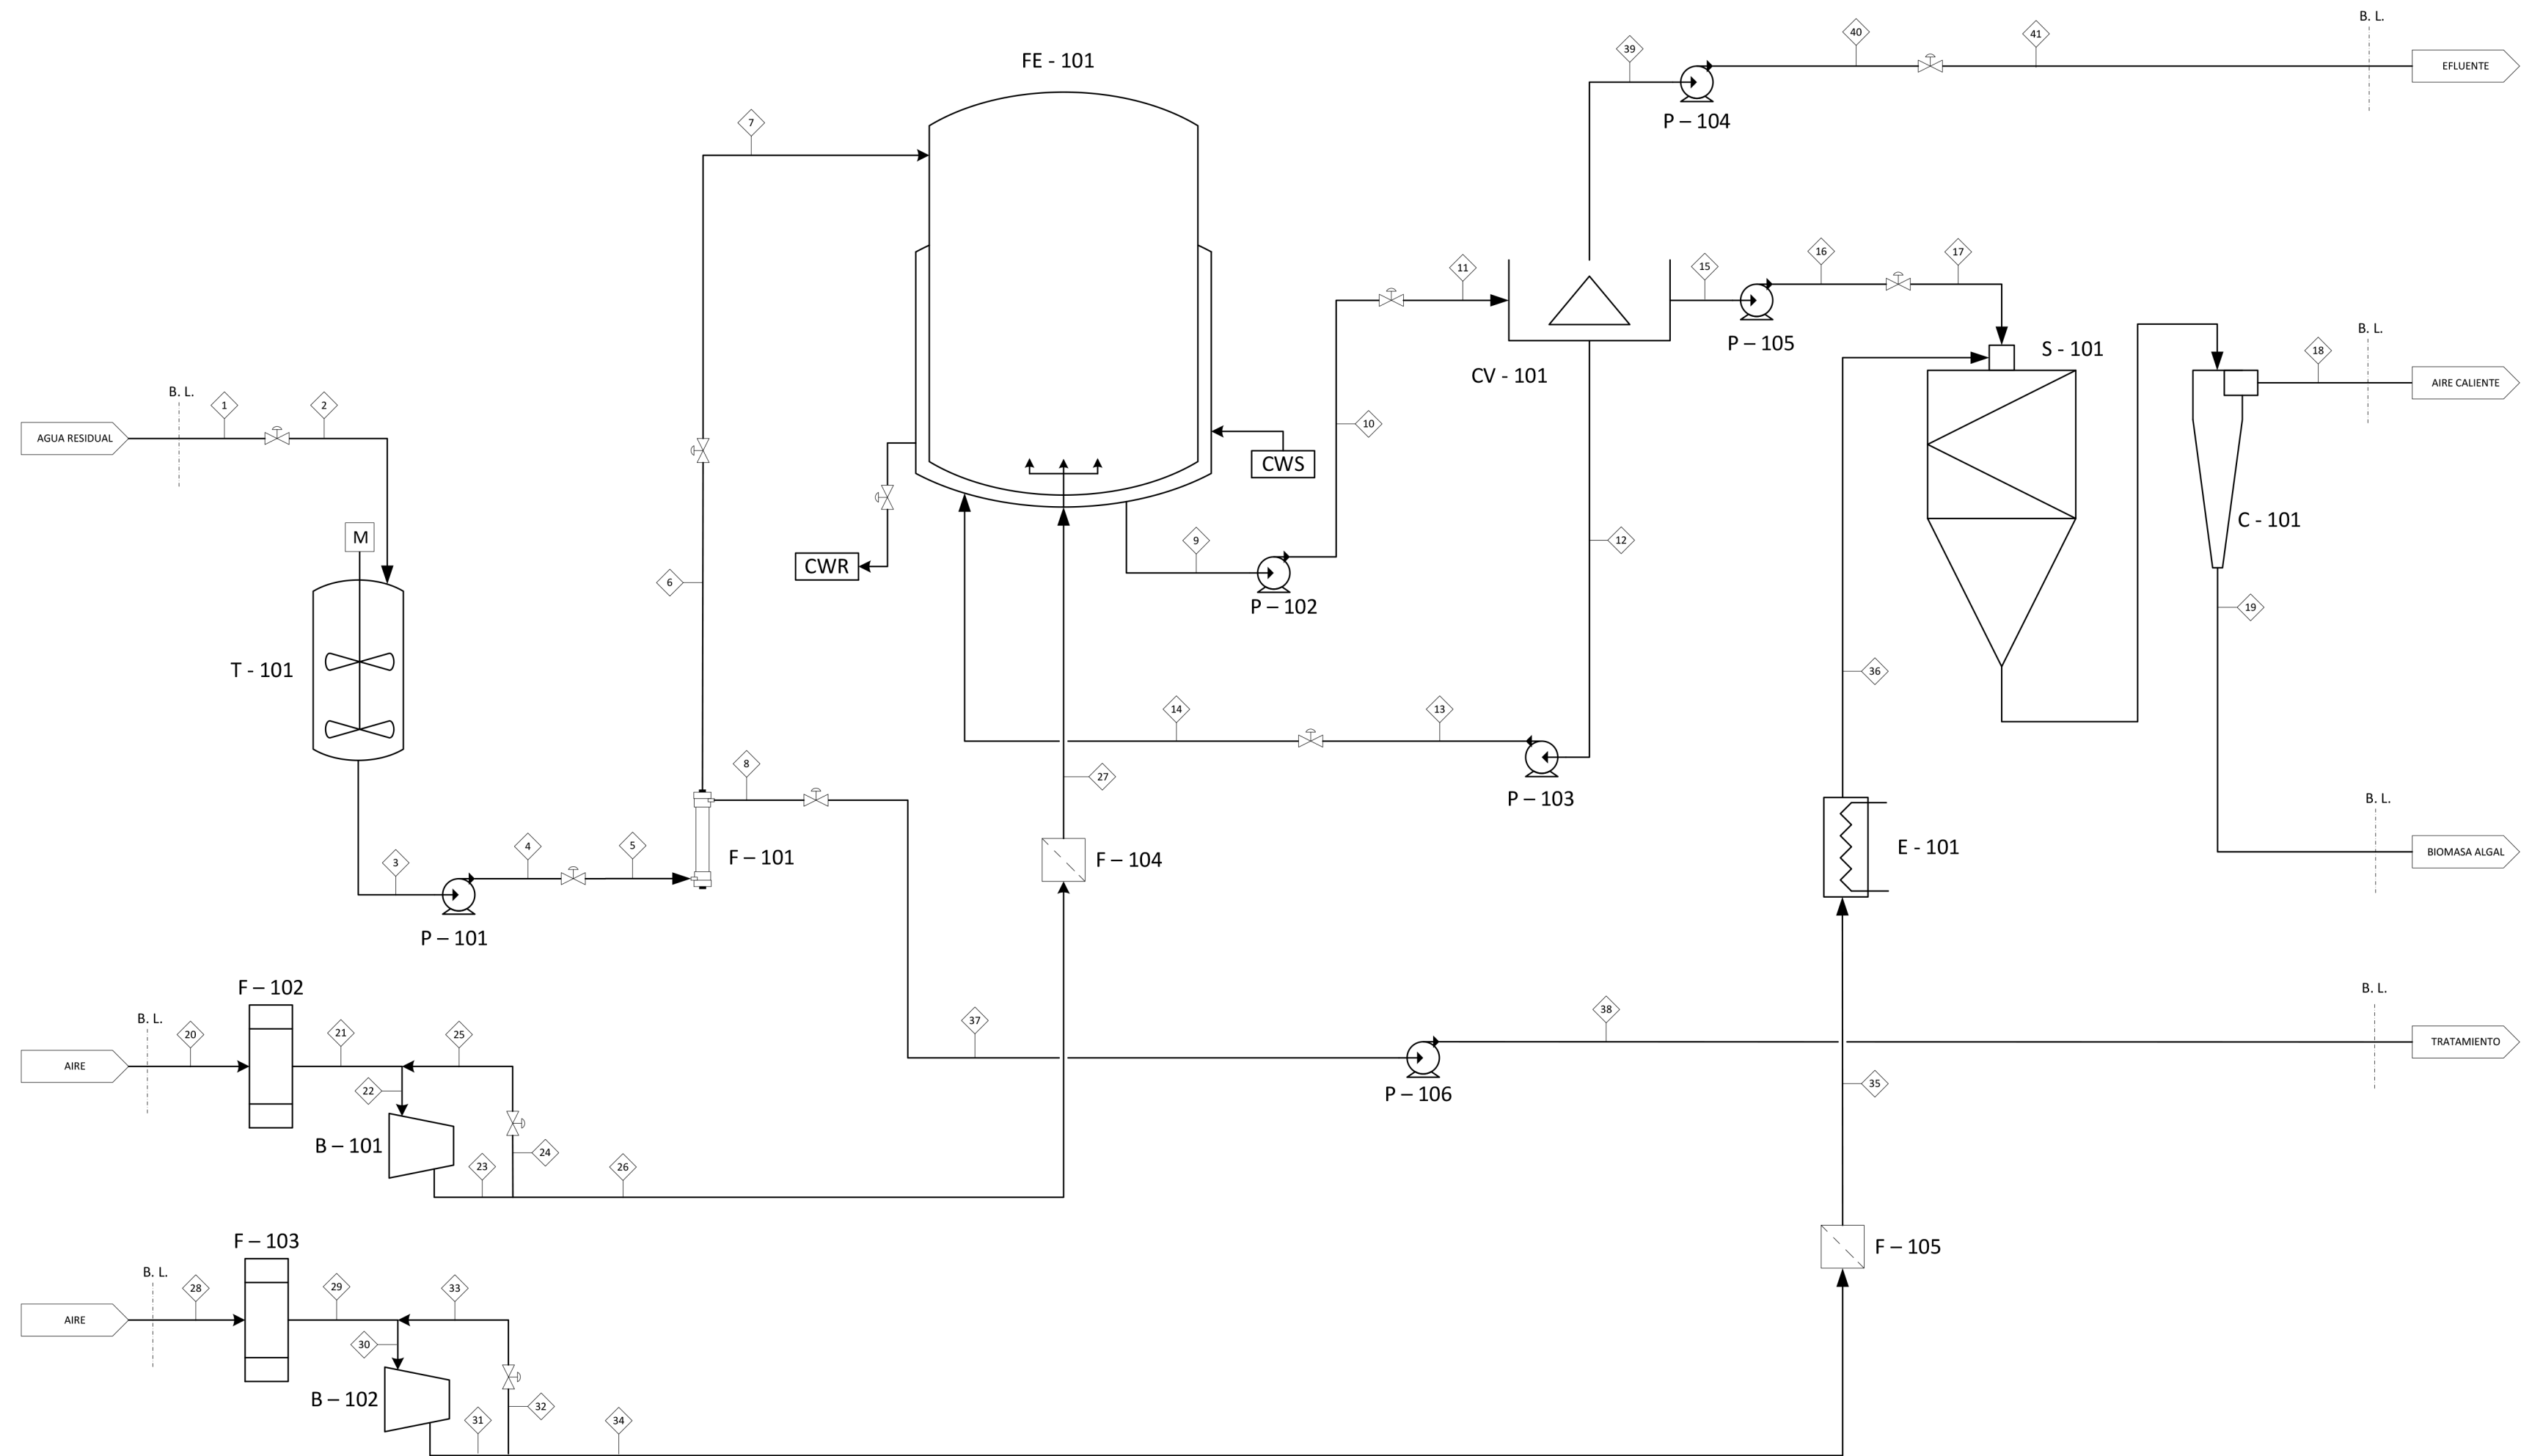 B. L.
40
41
39
EFLUENTE
FE - 101
P – 104
7
11
15
16
17
B. L.
P – 105
S - 101
18
CV - 101
AIRE CALIENTE
B. L.
1
2
10
AGUA RESIDUAL
CWS
M
C - 101
9
12
CWR
6
P – 102
19
T - 101
36
14
13
8
27
P – 103
B. L.
4
5
3
F – 101
F – 104
E - 101
BIOMASA ALGAL
P – 101
F – 102
B. L.
38
B. L.
20
21
25
37
TRATAMIENTO
AIRE
22
35
P – 106
B – 101
24
23
26
F – 103
F – 105
B. L.
28
29
33
AIRE
30
B – 102
32
31
34